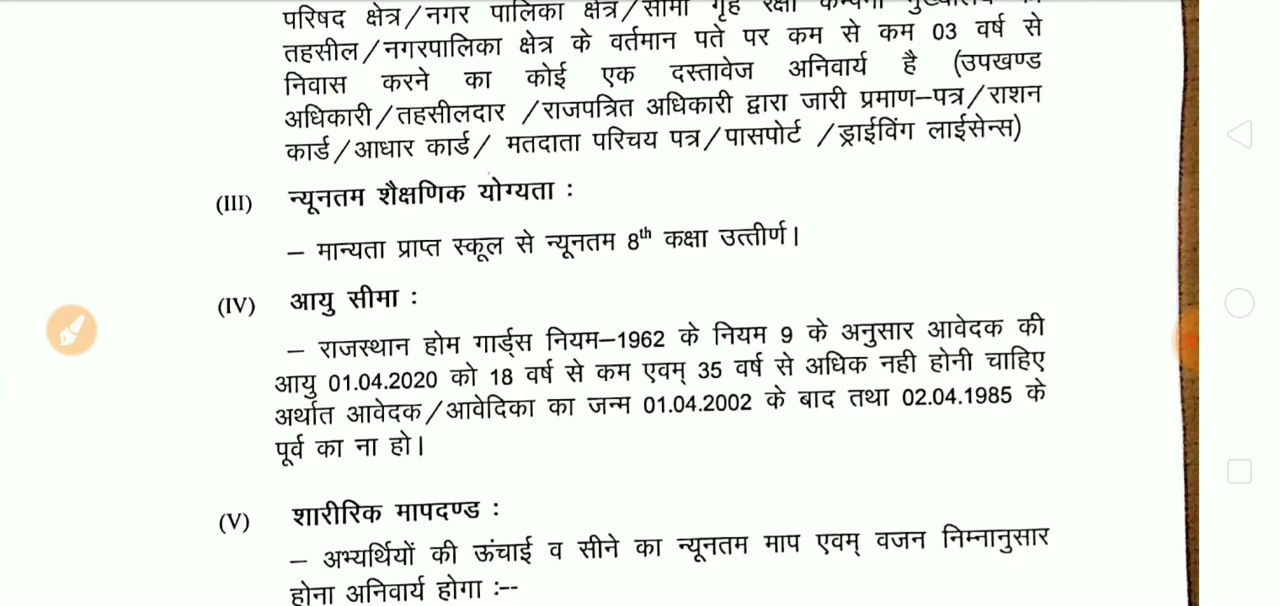 परिषद क्षेत्र/नगर पालिका क्षेत्र/सीमा गृह रक्षा कम्पनी मुख्यालय
तहसील/नगरपालिका क्षेत्र के वर्तमान पते पर कम से कम 03 वर्ष से
निवास करने का कोई एक दस्तावेज अनिवार्य है (उपखण्ड
अधिकारी/तहसीलदार /राजपत्रित अधिकारी द्वारा जारी प्रमाण–पत्र/राशन
कार्ड/आधार कार्ड/ मतदाता परिचय पत्र/पासपोर्ट /ड्राईविंग लाईसेन्स)
(III) न्यूनतम शैक्षणिक योग्यता :
– मान्यता प्राप्त स्कूल से न्यूनतम 8th कक्षा उत्तीर्ण।
(IV) आयु सीमा :
– राजस्थान होम गार्ड्स नियम–1962 के नियम 9 के अनुसार आवेदक की
आयु 01.04.2020 को 18 वर्ष से कम एवम् 35 वर्ष से अधिक नही होनी चाहिए
अर्थात आवेदक/आवेदिका का जन्म 01.04.2002 के बाद तथा 02.04.1985 के
पूर्व का ना हो।
(V) शारीरिक मापदण्ड :
– अभ्यर्थियों की ऊंचाई व सीने का न्यूनतम माप एवम् वजन निम्नानुसार
होना अनिवार्य होगा :--